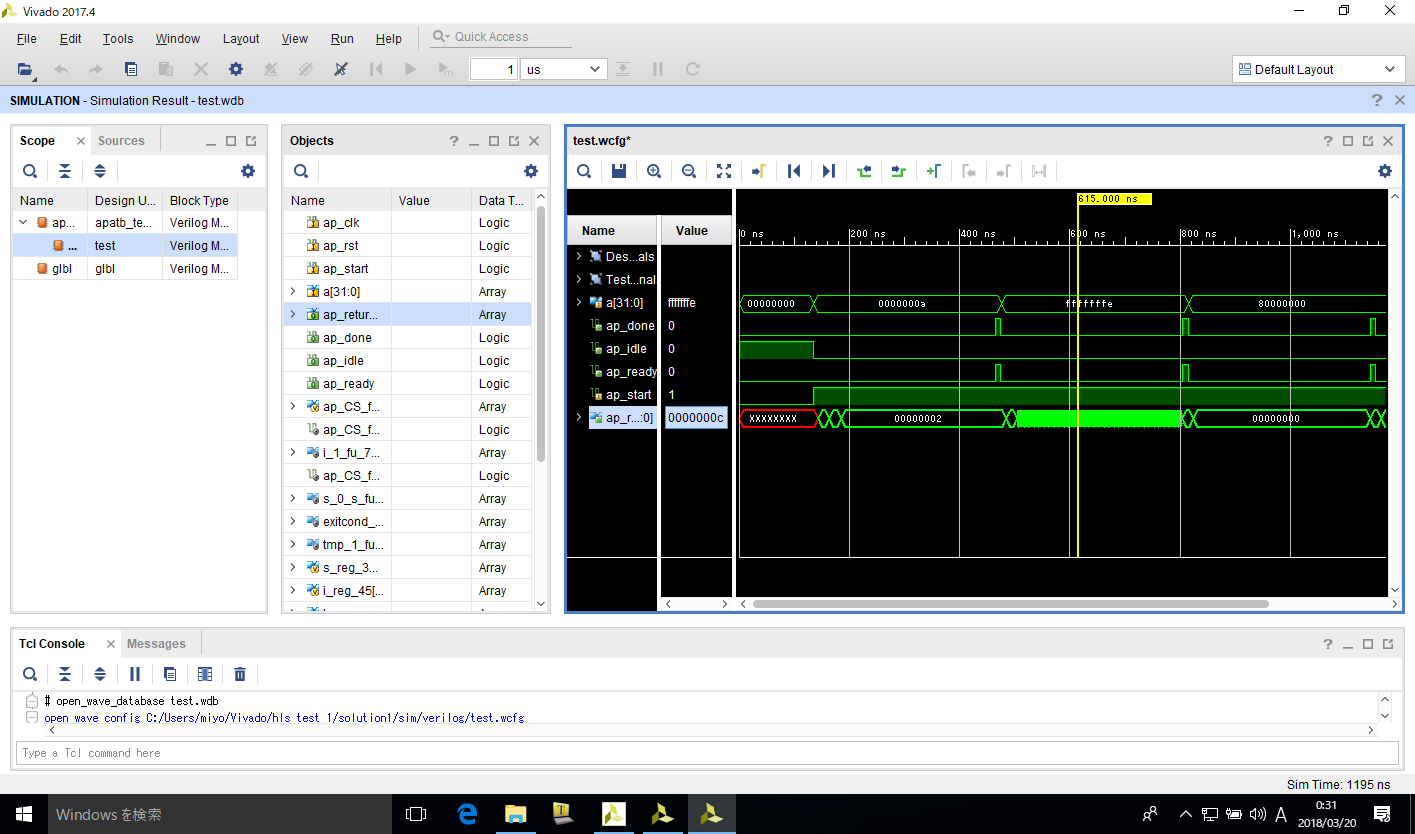 Vivado 2017.4
File Edit Tools Window Layout View Run Help Quick Access
1 us Default Layout
SIMULATION - Simulation Result - test.wdb
Scope Sources
Name Design U... Block Type
ap... apatb_te... Verilog M...
... test Verilog M...
glbl glbl Verilog M...
Objects
Name Value Data T...
ap_clk Logic
ap_rst Logic
ap_start Logic
a[31:0] Array
ap_retur... Array
ap_done Logic
ap_idle Logic
ap_ready Logic
ap_CS_f... Array
ap_CS_f... Logic
i_1_fu_7... Array
ap_CS_f... Logic
s_0_s_fu... Array
exitcond_... Array
tmp_1_fu... Array
s_reg_3... Array
i_reg_45[... Array
test.wcfg*
615.000 ns
Name Value
0 ns 200 ns 400 ns 600 ns 800 ns 1,000 ns
Des...als
Test...nal
a[31:0] fffffffe 00000000 0000000a fffffffe 80000000
ap_done 0
ap_idle 0
ap_ready 0
ap_start 1
ap_r...:0] 0000000c XXXXXXXX 00000002 00000000
Tcl Console Messages
# open_wave_database test.wdb
open wave config C:/Users/miyo/Vivado/hls test 1/solution1/sim/verilog/test.wcfg
Type a Tcl command here
Sim Time: 1195 ns
Windows を検索
A
0:31
2018/03/20